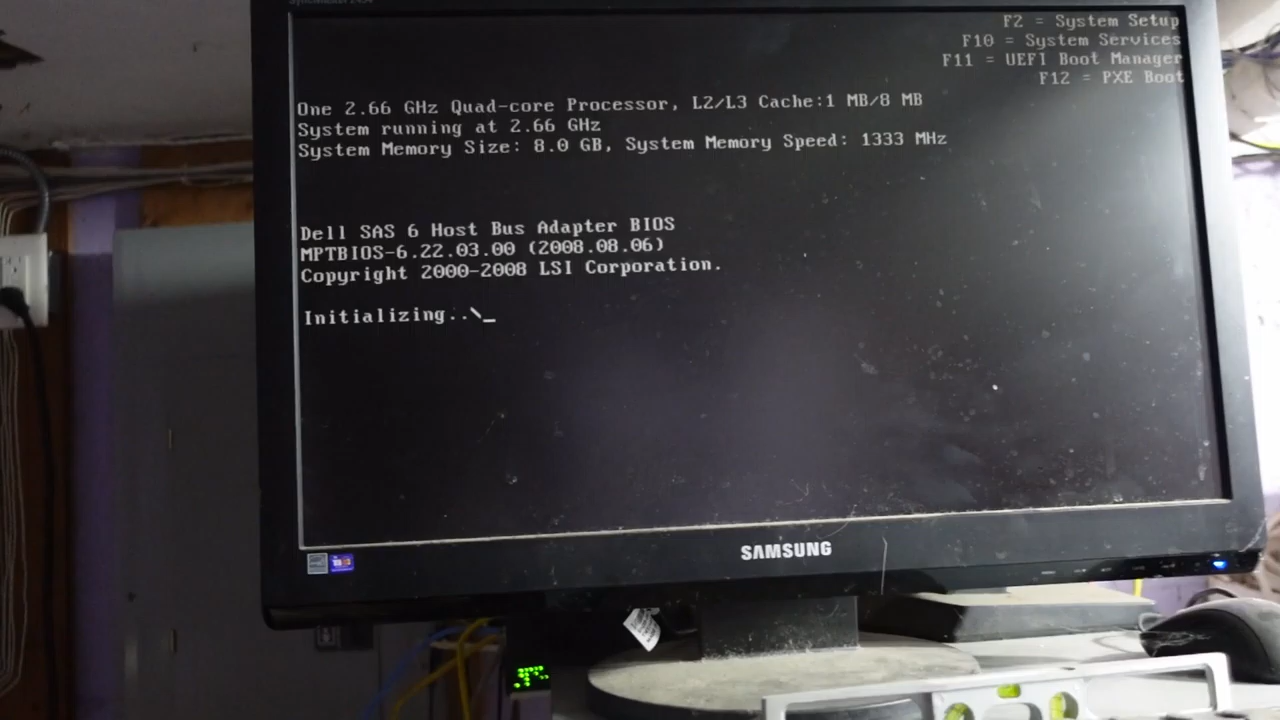 F2 = System Setup
F10 = System Services
F11 = UEFI Boot Manager
F12 = PXE Boot
One 2.66 GHz Quad-core Processor, L2/L3 Cache:1 MB/8 MB
System running at 2.66 GHz
System Memory Size: 8.0 GB, System Memory Speed: 1333 MHz
Dell SAS 6 Host Bus Adapter BIOS
MPTBIOS-6.22.03.00 (2008.08.06)
Copyright 2000-2008 LSI Corporation.
Initializing..\_
SAMSUNG